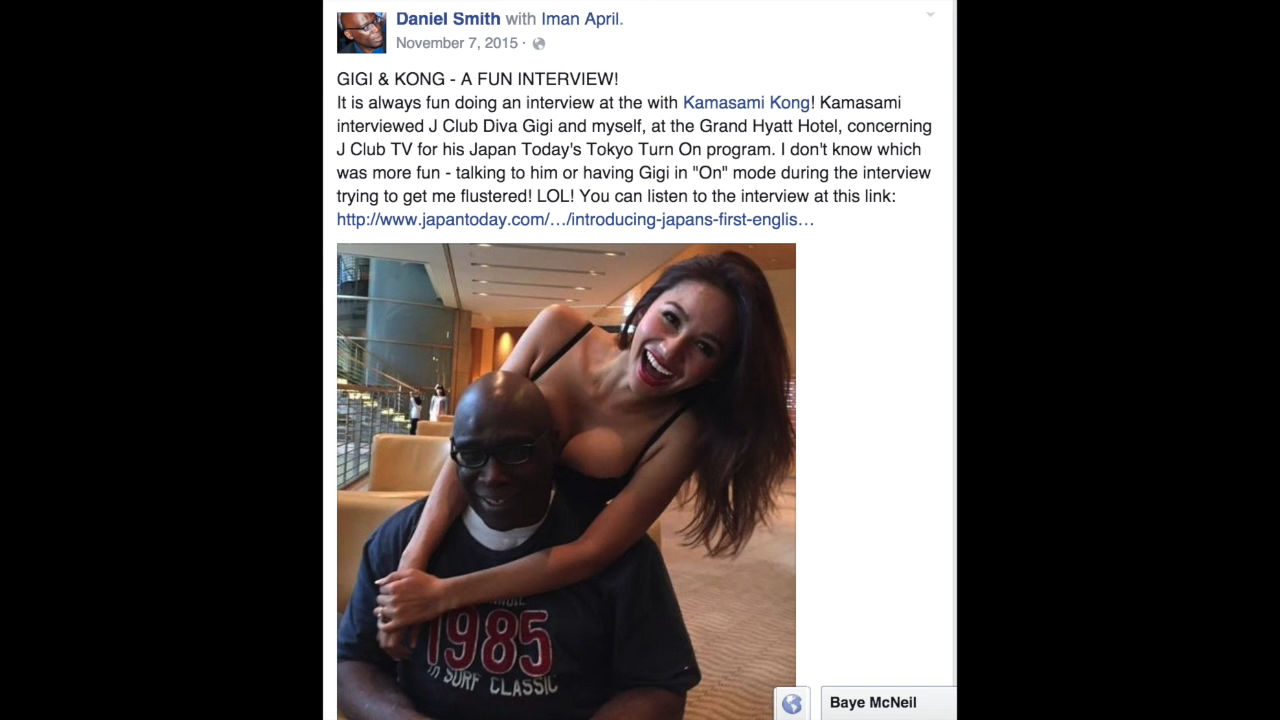 Daniel Smith with Iman April.
November 7, 2015 ·
GIGI & KONG - A FUN INTERVIEW!
It is always fun doing an interview at the with Kamasami Kong! Kamasami
interviewed J Club Diva Gigi and myself, at the Grand Hyatt Hotel, concerning
J Club TV for his Japan Today's Tokyo Turn On program. I don't know which
was more fun - talking to him or having Gigi in "On" mode during the interview
trying to get me flustered! LOL! You can listen to the interview at this link:
http://www.japantoday.com/…/introducing-japans-first-englis…
1985
SURF CLASSIC
Baye McNeil